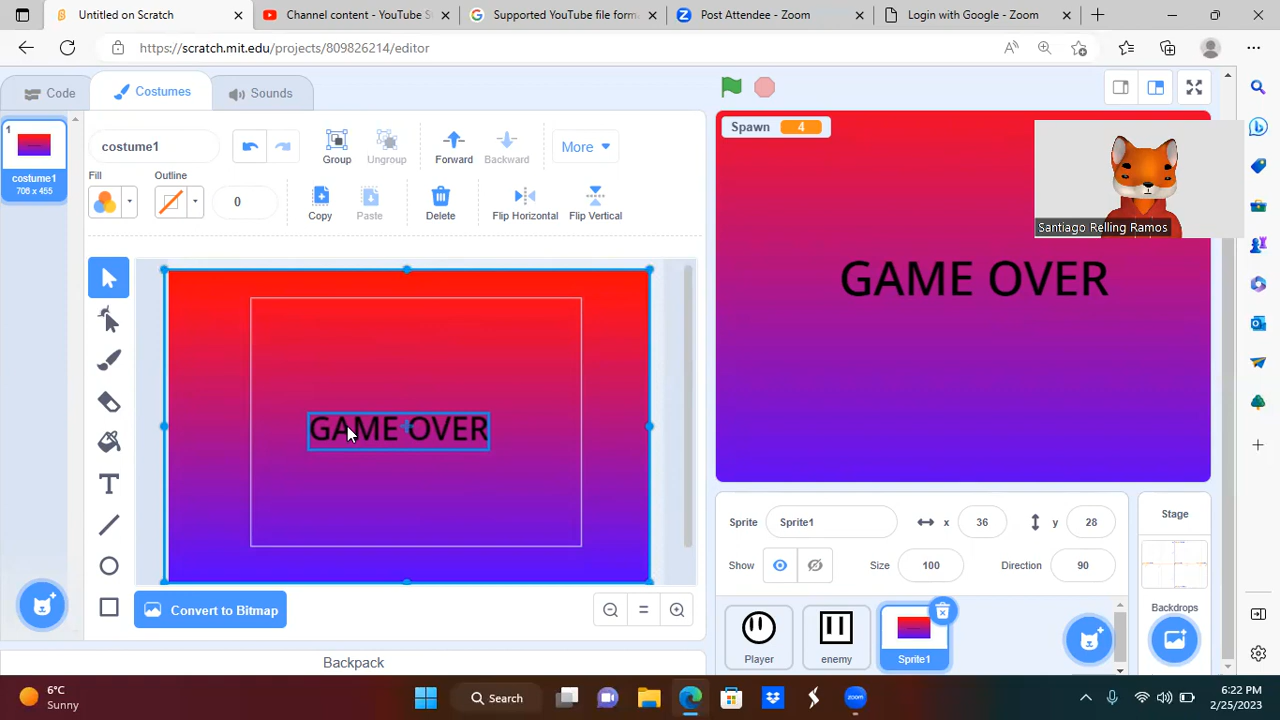 Untitled on Scratch
Channel content - YouTube S
Supported YouTube file form
Post Attendee - Zoom
Login with Google - Zoom
https://scratch.mit.edu/projects/809826214/editor
Code
Costumes
Sounds
1
costume1
706 x 455
costume1
Group
Ungroup
Forward
Backward
More
Fill
Outline
0
Copy
Paste
Delete
Flip Horizontal
Flip Vertical
GAME OVER
T
Convert to Bitmap
Backpack
Spawn 4
GAME OVER
Santiago Relling Ramos
Sprite
Sprite1
x
36
y
28
Show
Size
100
Direction
90
Player
enemy
Sprite1
Stage
Backdrops
6°C
Sunny
Search
6:22 PM
2/25/2023